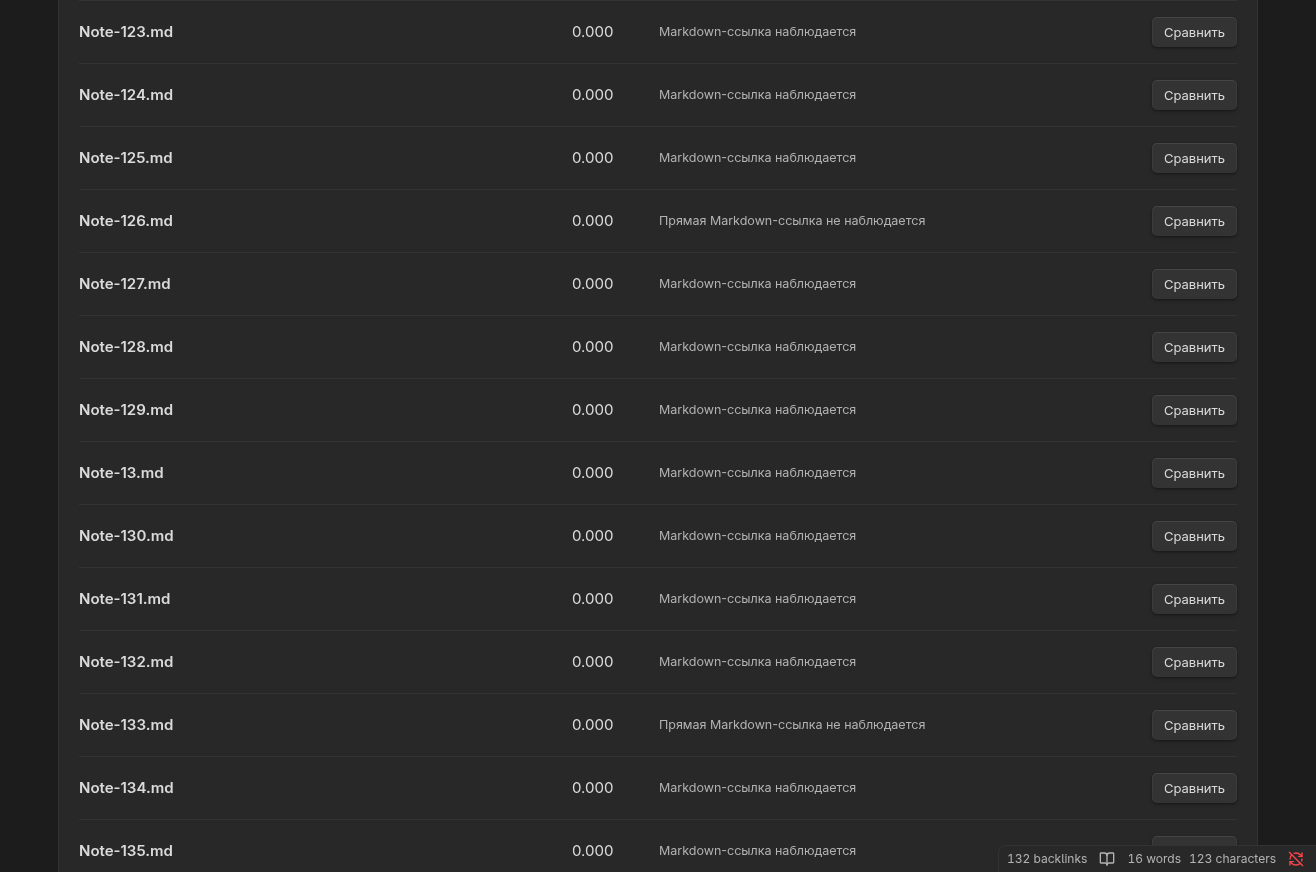 Note-123.md 0.000 Markdown-ссылка наблюдается Сравнить
Note-124.md 0.000 Markdown-ссылка наблюдается Сравнить
Note-125.md 0.000 Markdown-ссылка наблюдается Сравнить
Note-126.md 0.000 Прямая Markdown-ссылка не наблюдается Сравнить
Note-127.md 0.000 Markdown-ссылка наблюдается Сравнить
Note-128.md 0.000 Markdown-ссылка наблюдается Сравнить
Note-129.md 0.000 Markdown-ссылка наблюдается Сравнить
Note-13.md 0.000 Markdown-ссылка наблюдается Сравнить
Note-130.md 0.000 Markdown-ссылка наблюдается Сравнить
Note-131.md 0.000 Markdown-ссылка наблюдается Сравнить
Note-132.md 0.000 Markdown-ссылка наблюдается Сравнить
Note-133.md 0.000 Прямая Markdown-ссылка не наблюдается Сравнить
Note-134.md 0.000 Markdown-ссылка наблюдается Сравнить
Note-135.md 0.000 Markdown-ссылка наблюдается
132 backlinks 16 words 123 characters